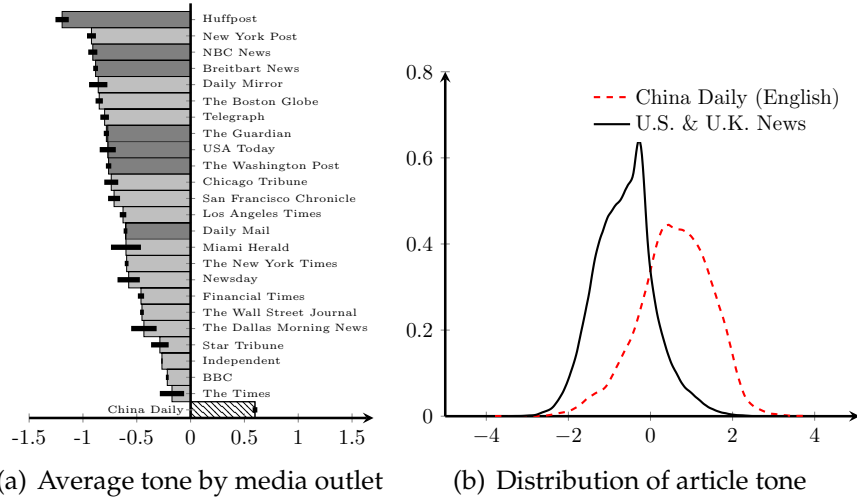 Huffpost
New York Post
NBC News
Breitbart News
Daily Mirror
The Boston Globe
Telegraph
The Guardian
USA Today
The Washington Post
Chicago Tribune
San Francisco Chronicle
Los Angeles Times
Daily Mail
Miami Herald
The New York Times
Newsday
Financial Times
The Wall Street Journal
The Dallas Morning News
Star Tribune
Independent
BBC
The Times
China Daily
-1.5 -1 -0.5 0 0.5 1 1.5
(a) Average tone by media outlet
0.8
0.6
0.4
0.2
0
China Daily (English)
U.S. & U.K. News
−4 −2 0 2 4
(b) Distribution of article tone